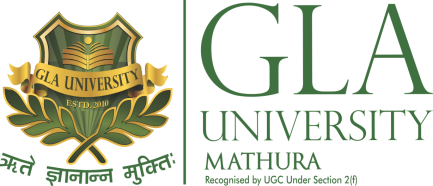 GLA UNIVERSITY
ESTD. 2010
ऋते ज्ञानान्न मुक्तिः
GLA
UNIVERSITY
MATHURA
Recognised by UGC Under Section 2(f)